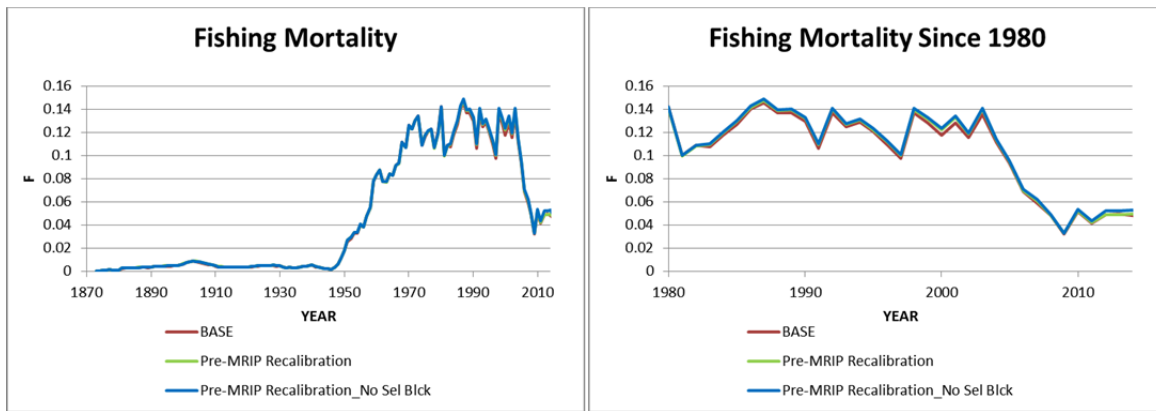 Fishing Mortality
0.16
0.14
0.12
0.1
0.08
0.06
0.04
0.02
0
F
1870 1890 1910 1930 1950 1970 1990 2010
YEAR
BASE
Pre-MRIP Recalibration
Pre-MRIP Recalibration_No Sel Blck
Fishing Mortality Since 1980
0.16
0.14
0.12
0.1
0.08
0.06
0.04
0.02
0
1980 1990 2000 2010
YEAR
BASE
Pre-MRIP Recalibration
Pre-MRIP Recalibration_No Sel Blck